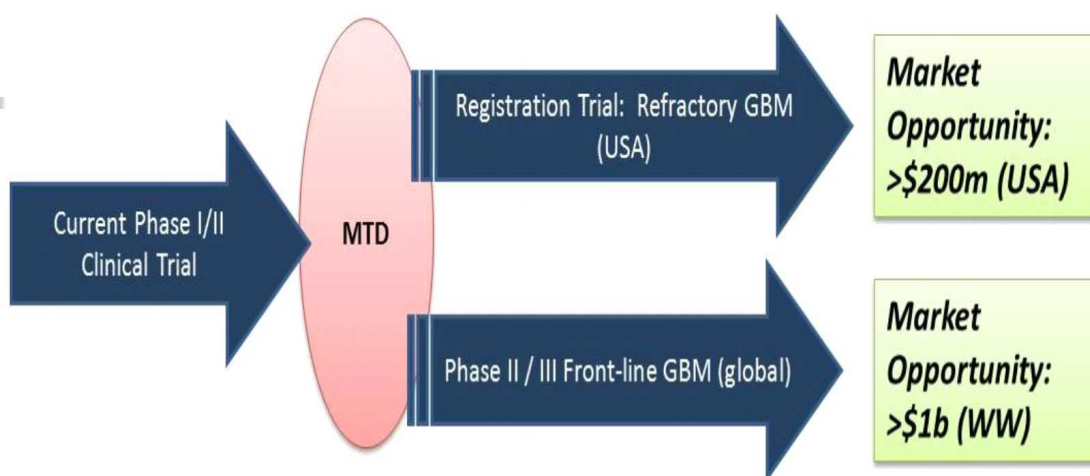 Current Phase I/II
Clinical Trial
MTD
Registration Trial:  Refractory GBM
(USA)
Market
Opportunity:
>$200m (USA)
Phase II / III Front-line GBM (global)
Market
Opportunity:
>$1b (WW)